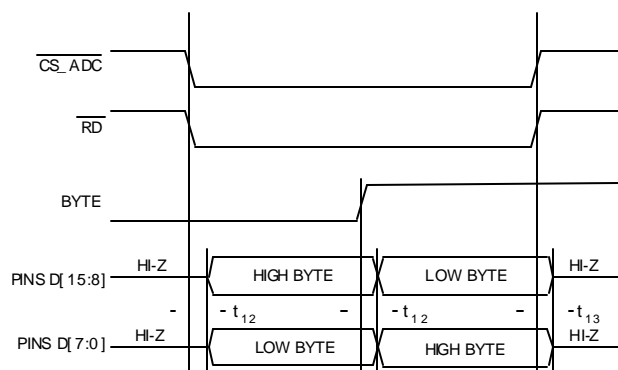 CS_ADC
RD
BYTE
PINS D[15:8] HI-Z HIGH BYTE LOW BYTE HI-Z
- - t12 - - t12 - - t13
PINS D[7:0] HI-Z LOW BYTE HIGH BYTE HI-Z